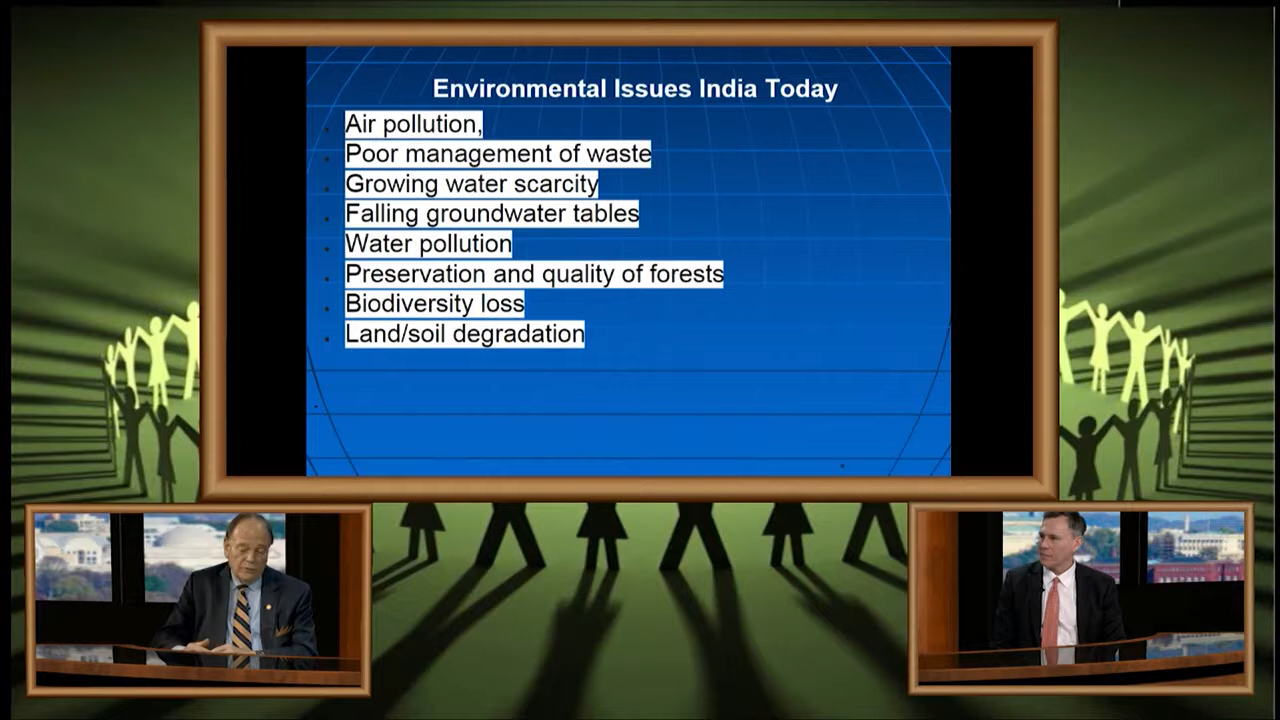 Environmental Issues India Today
Air pollution,
Poor management of waste
Growing water scarcity
Falling groundwater tables
Water pollution
Preservation and quality of forests
Biodiversity loss
Land/soil degradation